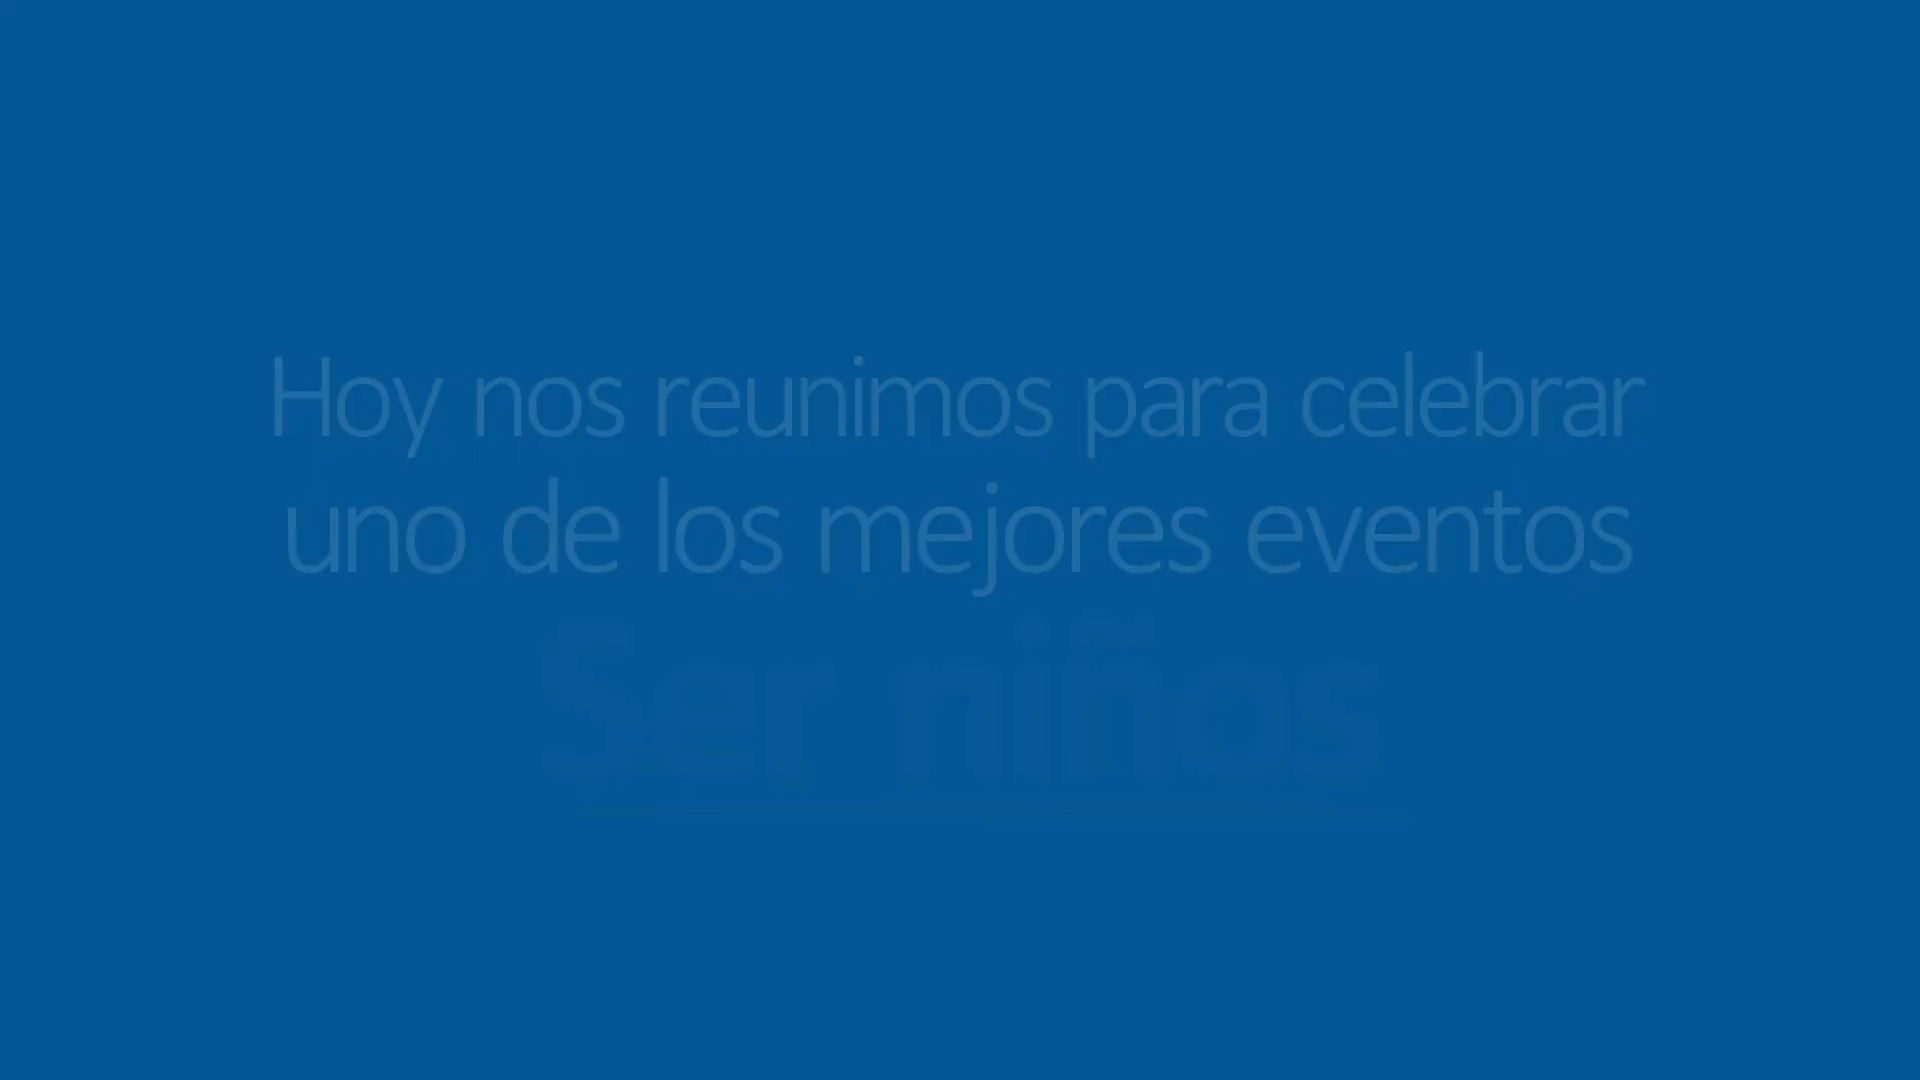 Hoy nos reunimos para celebrar
uno de los mejores eventos
Ser niños